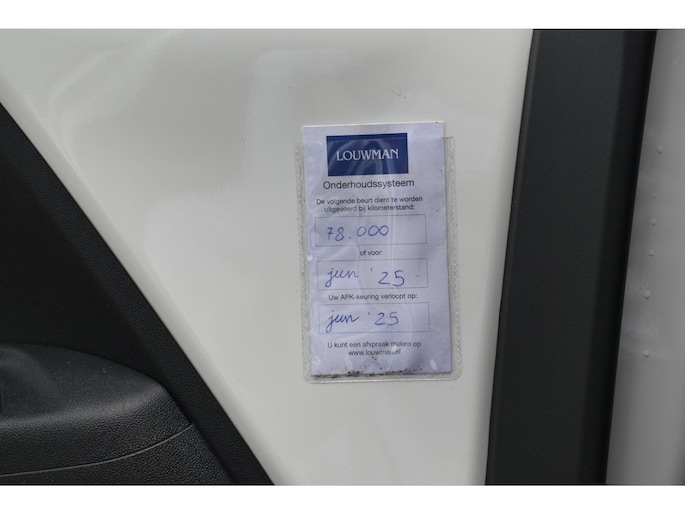 LOUWMAN
Onderhoudssysteem
De volgende beurt dient te worden
uitgevoerd bij kilometerstand:
78.000
of voor:
jun '25
Uw APK-keuring verloopt op:
jun '25
U kunt een afspraak maken op
www.louwman.nl